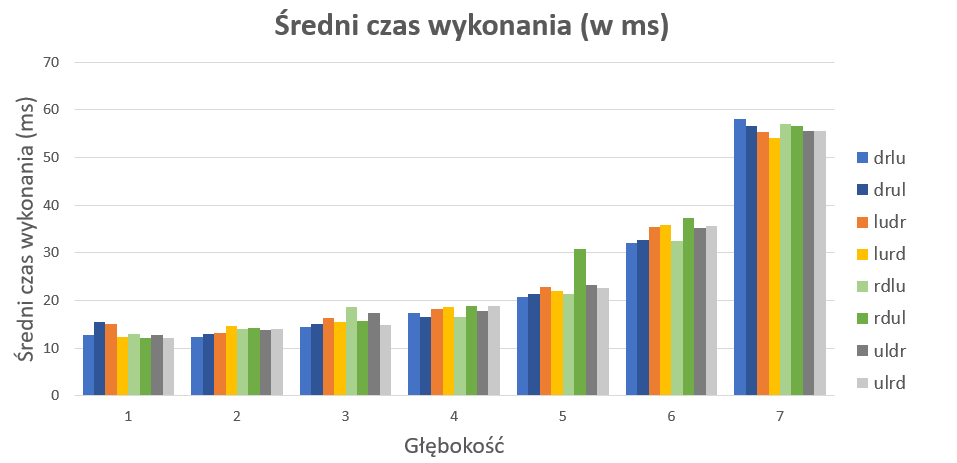 Średni czas wykonania (w ms)
Średni czas wykonania (ms)
70
60
50
40
30
20
10
0
1 2 3 4 5 6 7
Głębokość
drlu
drul
ludr
lurd
rdlu
rdul
uldr
ulrd